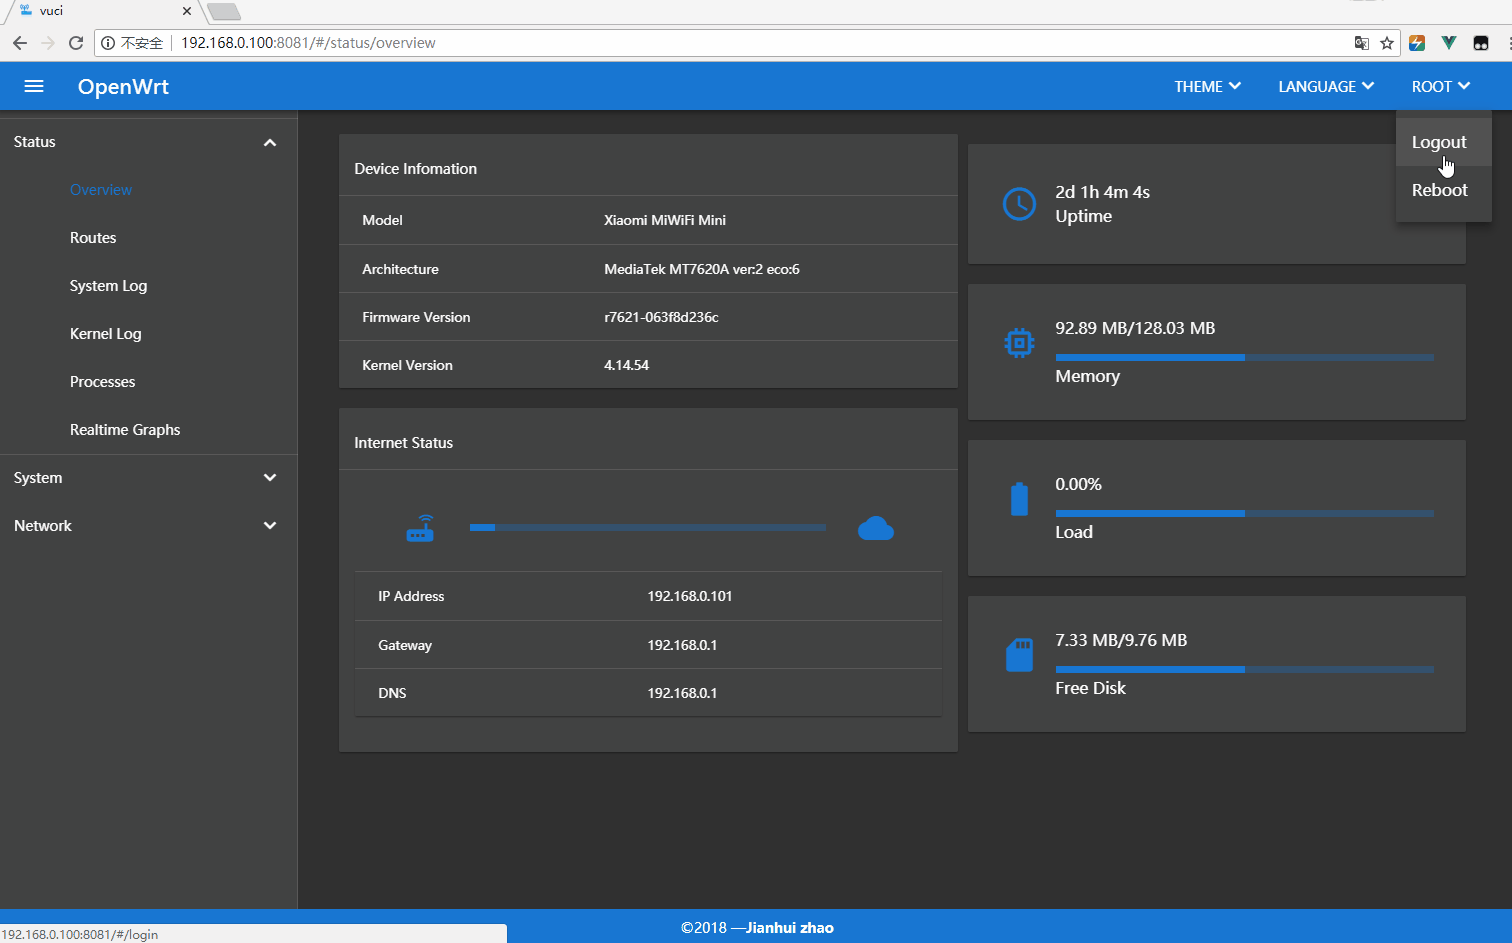 vuci
不安全 192.168.0.100:8081/#/status/overview
OpenWrt THEME LANGUAGE ROOT
Logout
Reboot
Status
Overview
Routes
System Log
Kernel Log
Processes
Realtime Graphs
System
Network
Device Infomation
Model Xiaomi MiWiFi Mini
Architecture MediaTek MT7620A ver:2 eco:6
Firmware Version r7621-063f8d236c
Kernel Version 4.14.54
Internet Status
IP Address 192.168.0.101
Gateway 192.168.0.1
DNS 192.168.0.1
2d 1h 4m 4s
Uptime
92.89 MB/128.03 MB
Memory
0.00%
Load
7.33 MB/9.76 MB
Free Disk
©2018 —Jianhui zhao
192.168.0.100:8081/#/login